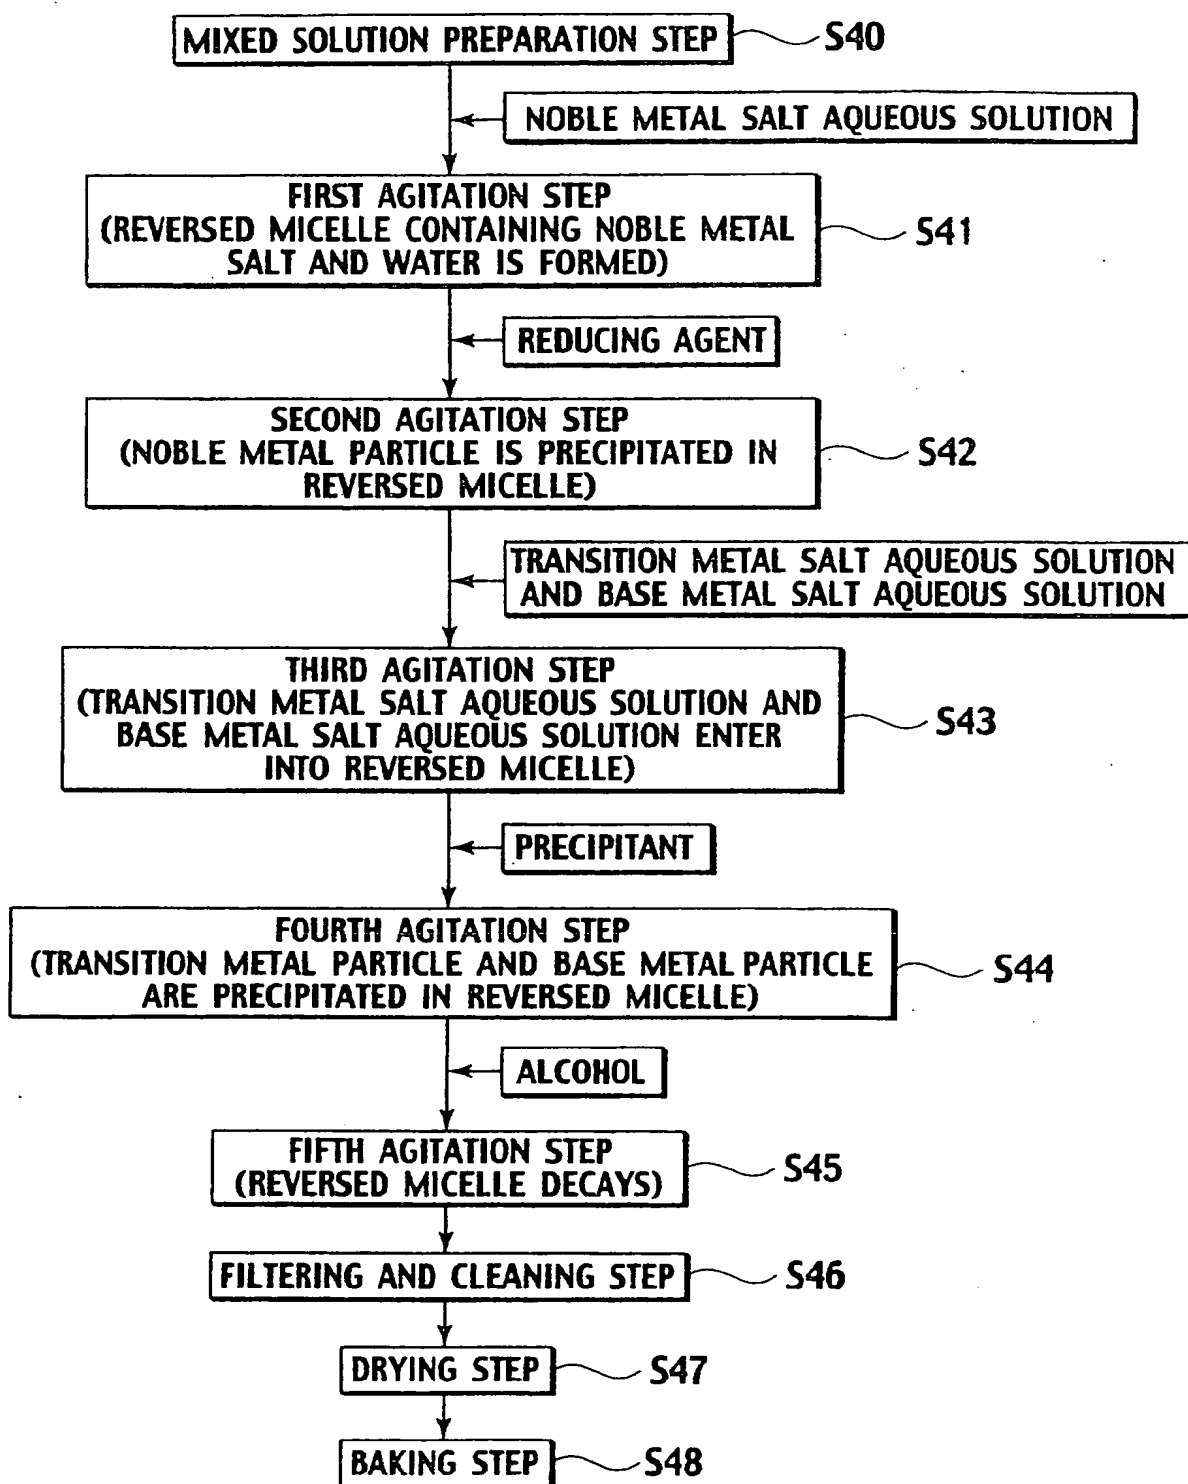 MIXED SOLUTION PREPARATION STEP
S40
NOBLE METAL SALT AQUEOUS SOLUTION
FIRST AGITATION STEP
(REVERSED MICELLE CONTAINING NOBLE METAL
SALT AND WATER IS FORMED)
S41
REDUCING AGENT
SECOND AGITATION STEP
(NOBLE METAL PARTICLE IS PRECIPITATED IN
REVERSED MICELLE)
S42
TRANSITION METAL SALT AQUEOUS SOLUTION
AND BASE METAL SALT AQUEOUS SOLUTION
THIRD AGITATION STEP
(TRANSITION METAL SALT AQUEOUS SOLUTION AND
BASE METAL SALT AQUEOUS SOLUTION ENTER
INTO REVERSED MICELLE)
S43
PRECIPITANT
FOURTH AGITATION STEP
(TRANSITION METAL PARTICLE AND BASE METAL PARTICLE
ARE PRECIPITATED IN REVERSED MICELLE)
S44
ALCOHOL
FIFTH AGITATION STEP
(REVERSED MICELLE DECAYS)
S45
FILTERING AND CLEANING STEP
S46
DRYING STEP
S47
BAKING STEP
S48